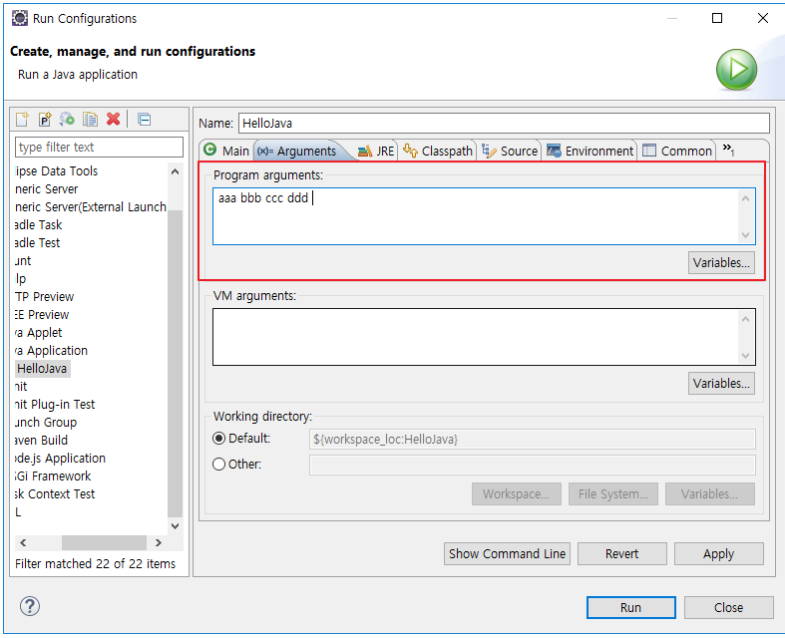 Run Configurations
Create, manage, and run configurations
Run a Java application
Name: HelloJava
type filter text
Main (x)= Arguments JRE Classpath Source Environment Common »1
ipse Data Tools
neric Server
neric Server(External Launch
adle Task
adle Test
unt
lp
TP Preview
EE Preview
va Applet
va Application
HelloJava
nit
nit Plug-in Test
unch Group
aven Build
de.js Application
Gi Framework
sk Context Test
L
Filter matched 22 of 22 items
Program arguments:
aaa bbb ccc ddd
Variables...
VM arguments:
Variables...
Working directory:
Default: ${workspace_loc:HelloJava}
Other:
Workspace... File System... Variables...
Show Command Line Revert Apply
Run Close